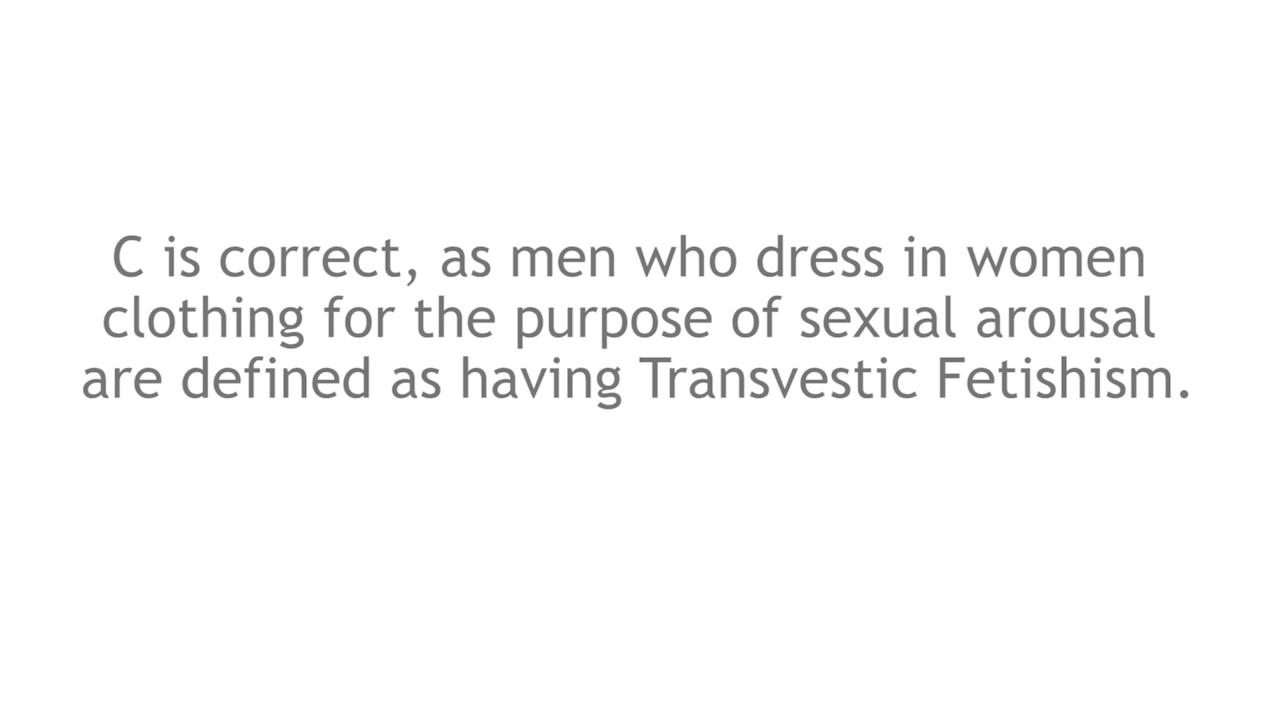 C is correct, as men who dress in women
clothing for the purpose of sexual arousal
are defined as having Transvestic Fetishism.